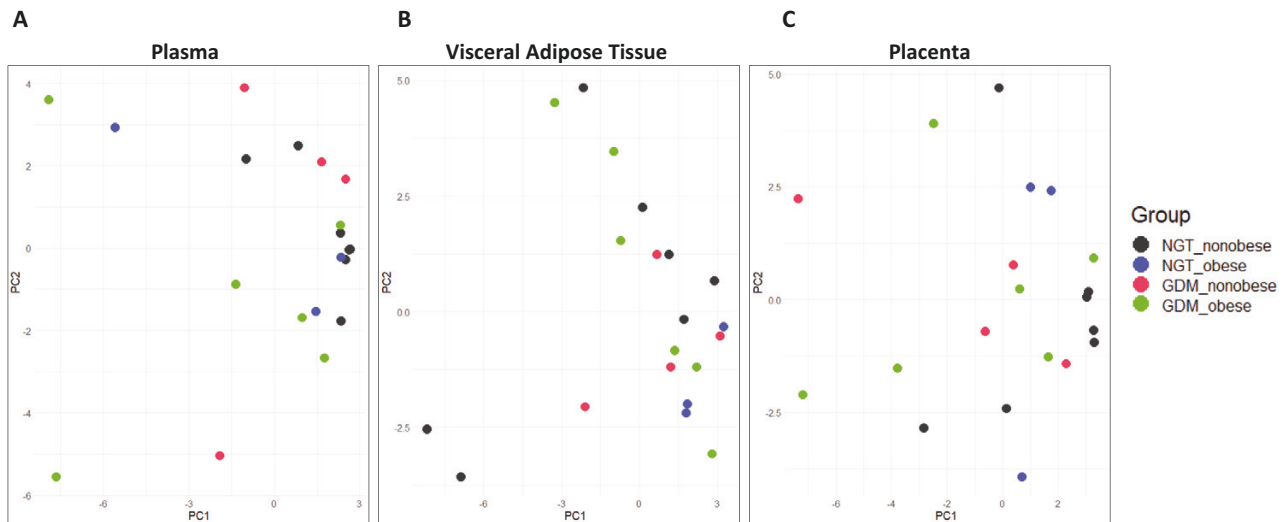 A
B
C
Plasma
Visceral Adipose Tissue
Placenta
4
2
0
-2
-4
-6
PC2
-6
-3
0
3
PC1
5.0
2.5
0.0
-2.5
PC2
-6
-3
0
3
PC1
5.0
2.5
0.0
-2.5
PC2
-6
-4
-2
0
2
PC1
Group
NGT_nonobese
NGT_obese
GDM_nonobese
GDM_obese